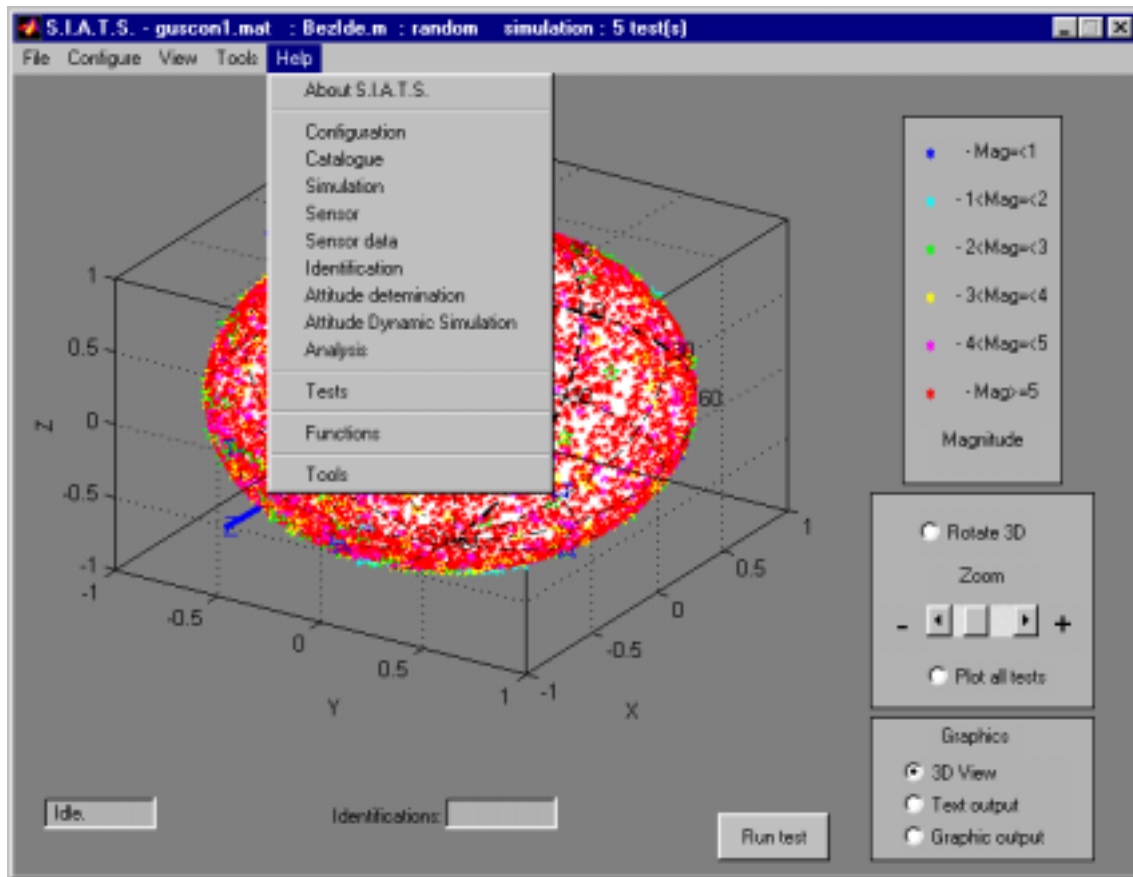 S.I.A.T.S. - guscon1.mat : BezIde.m : random simulation : 5 test(s)
File Configure View Tools Help
About S.I.A.T.S.
Configuration
Catalogue
Simulation
Sensor
Sensor data
Identification
Attitude detemination
Attitude Dynamic Simulation
Analysis
Tests
Functions
Tools
1
0.5
0
-0.5
-1
Z
-1
-0.5
0
0.5
1
Y
-1
-0.5
0
0.5
1
X
60
- Mag=<1
- 1<Mag=<2
- 2<Mag=<3
- 3<Mag=<4
- 4<Mag=<5
- Mag>=5
Magnitude
Rotate 3D
Zoom
- +
Plot all tests
Graphics
3D View
Text output
Graphic output
Idle.
Identifications:
Run test